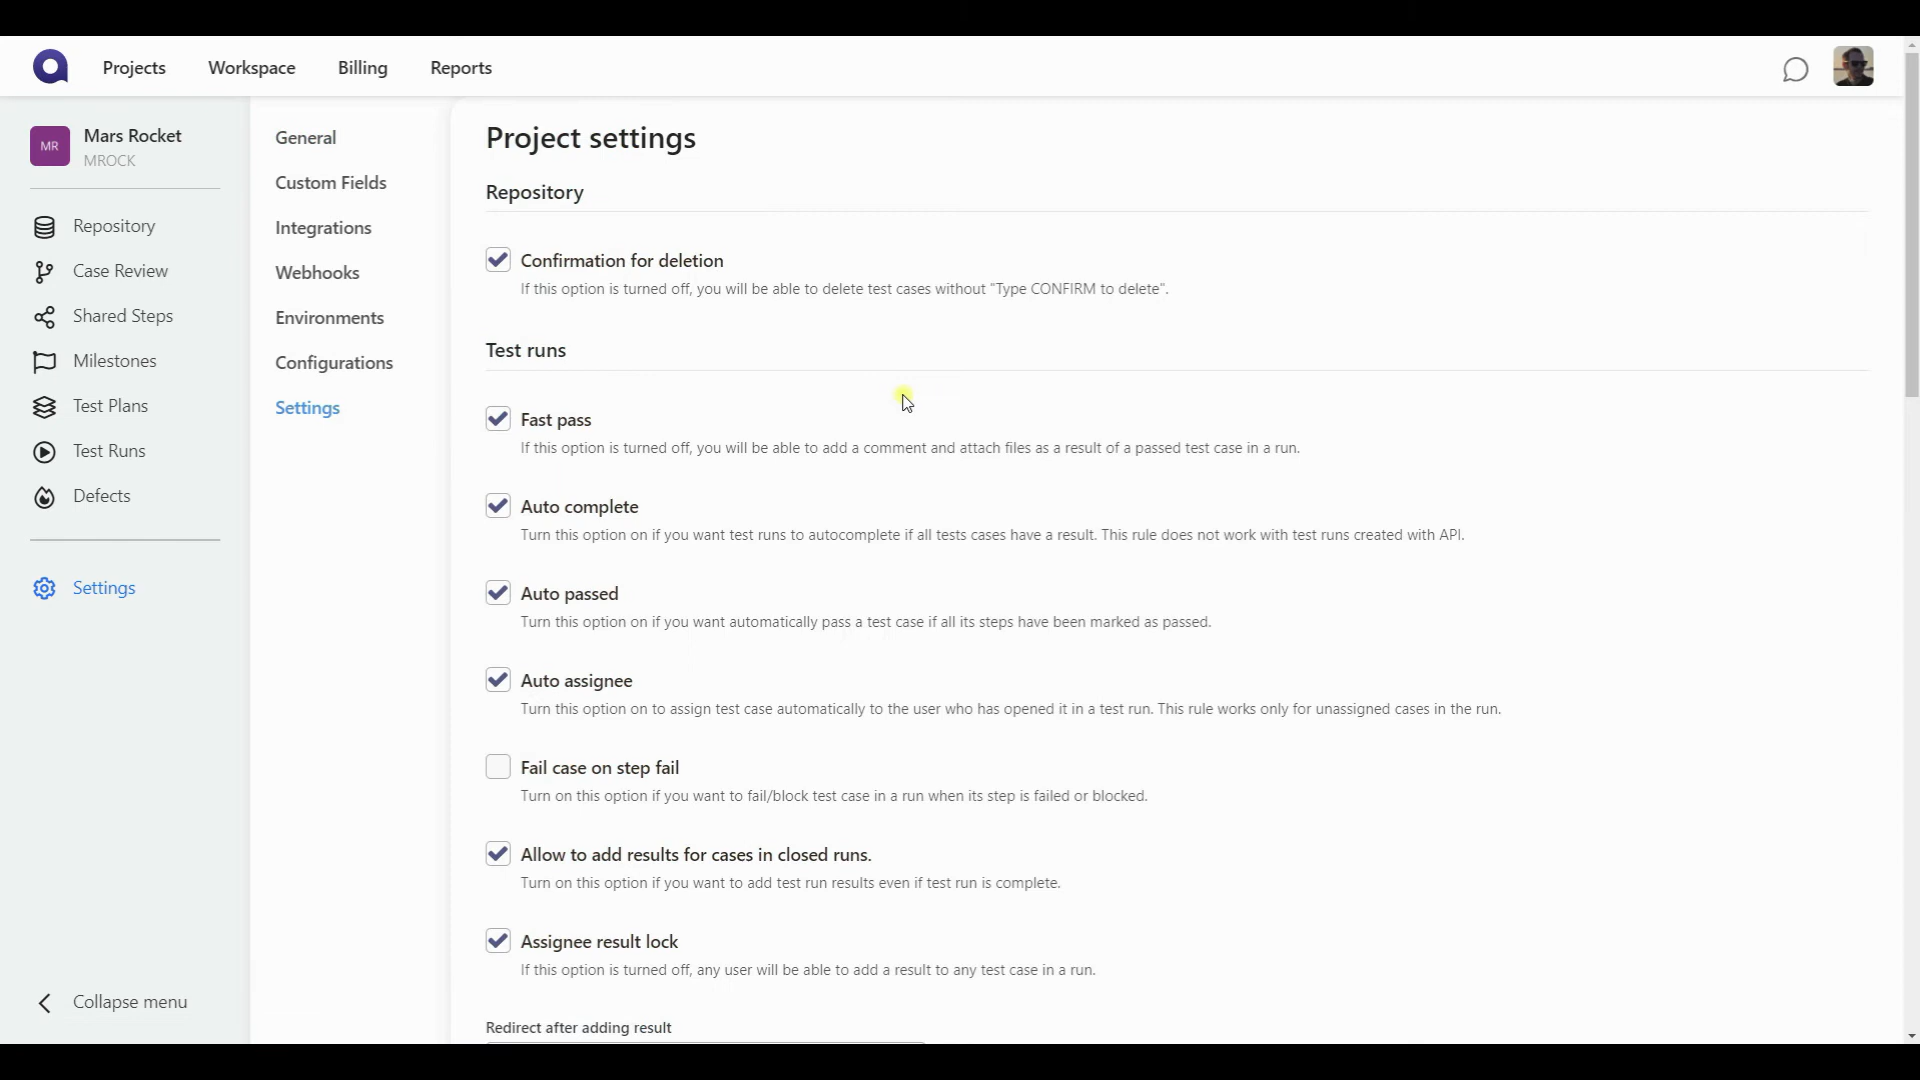 Projects
Workspace
Billing
Reports
MR
Mars Rocket
MROCK
Repository
Case Review
Shared Steps
Milestones
Test Plans
Test Runs
Defects
Settings
Collapse menu
General
Custom Fields
Integrations
Webhooks
Environments
Configurations
Settings
Project settings
Repository
Confirmation for deletion
If this option is turned off, you will be able to delete test cases without "Type CONFIRM to delete".
Test runs
Fast pass
If this option is turned off, you will be able to add a comment and attach files as a result of a passed test case in a run.
Auto complete
Turn this option on if you want test runs to autocomplete if all tests cases have a result. This rule does not work with test runs created with API.
Auto passed
Turn this option on if you want automatically pass a test case if all its steps have been marked as passed.
Auto assignee
Turn this option on to assign test case automatically to the user who has opened it in a test run. This rule works only for unassigned cases in the run.
Fail case on step fail
Turn on this option if you want to fail/block test case in a run when its step is failed or blocked.
Allow to add results for cases in closed runs.
Turn on this option if you want to add test run results even if test run is complete.
Assignee result lock
If this option is turned off, any user will be able to add a result to any test case in a run.
Redirect after adding result